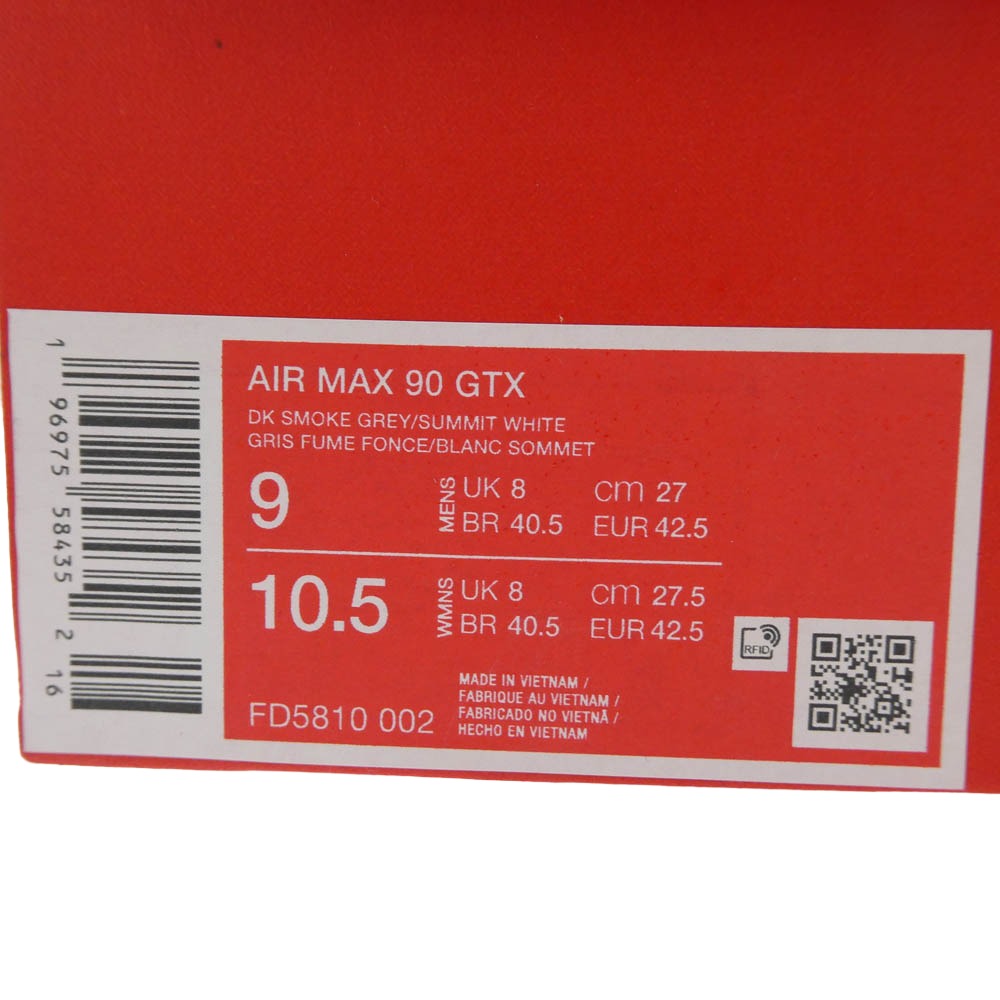 1 96975 58435 2 16
AIR MAX 90 GTX
DK SMOKE GREY/SUMMIT WHITE
GRIS FUME FONCE/BLANC SOMMET
9
MENS
UK 8 cm 27
BR 40.5 EUR 42.5
10.5
WMNS
UK 8 cm 27.5
BR 40.5 EUR 42.5
RFID
MADE IN VIETNAM /
FABRIQUE AU VIETNAM /
FABRICADO NO VIETNÃ /
HECHO EN VIETNAM
FD5810 002